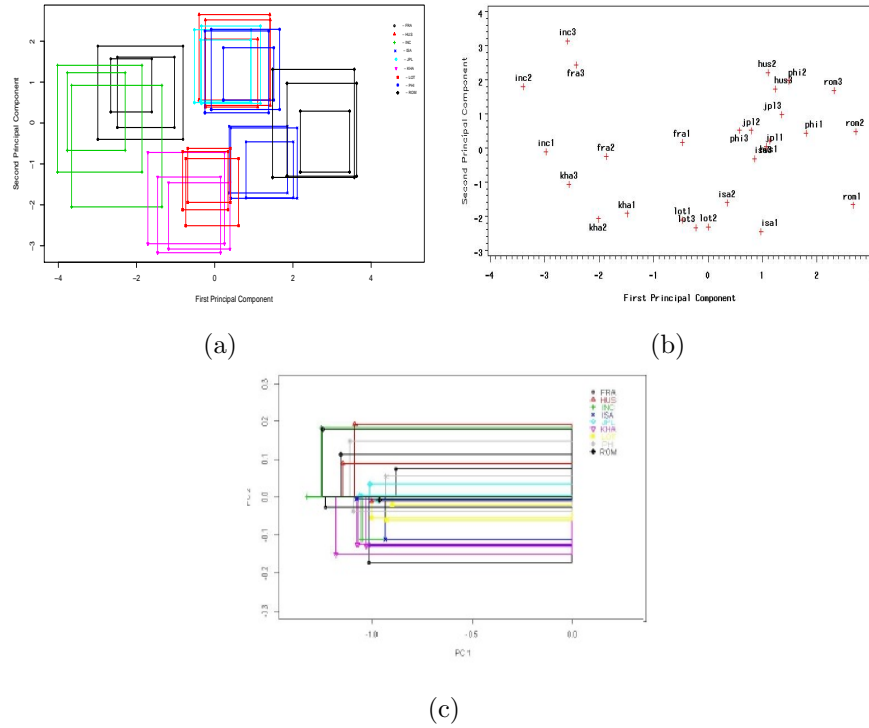 Second Principal Component
3
2
1
0
−1
−2
−3
−4
−2
0
2
4
First Principal Component
FRA
HUS
INC
ISA
JPL
KHA
LOT
PHI
ROM
(a)
Second Principal Component
4
3
2
1
0
-1
-2
-3
-4
-3
-2
-1
0
1
2
First Principal Component
inc3
fra3
inc2
hus2
phi2
hus3
rom3
jpl3
jpl2
phi3
phi1
rom2
fra1
fra2
inc1
jpl1
isa3
kha3
kha1
kha2
isa2
lot1
lot3
lot2
isa1
rom1
(b)
0.3
0.2
0.1
0.0
-0.1
-0.2
-0.3
-1.0
-0.5
0.0
PC 1
FRA
HUS
INC
ISA
JPL
KHA
LOT
ROM
(c)